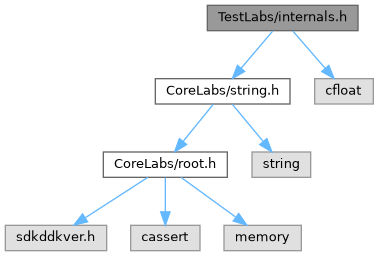 TestLabs/internals.h
CoreLabs/string.h
cfloat
CoreLabs/root.h
string
sdkddkver.h
cassert
memory